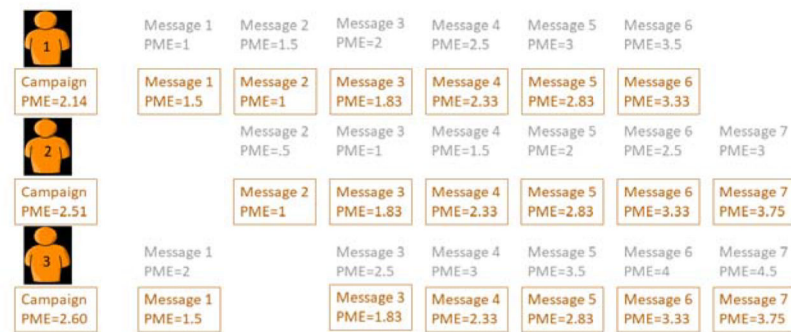 1
Message 1 Message 2 Message 3 Message 4 Message 5 Message 6
PME=1 PME=1.5 PME=2 PME=2.5 PME=3 PME=3.5
Campaign Message 1 Message 2 Message 3 Message 4 Message 5 Message 6
PME=2.14 PME=1.5 PME=1 PME=1.83 PME=2.33 PME=2.83 PME=3.33
2
Message 2 Message 3 Message 4 Message 5 Message 6 Message 7
PME=.5 PME=1 PME=1.5 PME=2 PME=2.5 PME=3
Campaign Message 2 Message 3 Message 4 Message 5 Message 6 Message 7
PME=2.51 PME=1 PME=1.83 PME=2.33 PME=2.83 PME=3.33 PME=3.75
3
Message 1 Message 3 Message 4 Message 5 Message 6 Message 7
PME=2 PME=2.5 PME=3 PME=3.5 PME=4 PME=4.5
Campaign Message 1 Message 3 Message 4 Message 5 Message 6 Message 7
PME=2.60 PME=1.5 PME=1.83 PME=2.33 PME=2.83 PME=3.33 PME=3.75